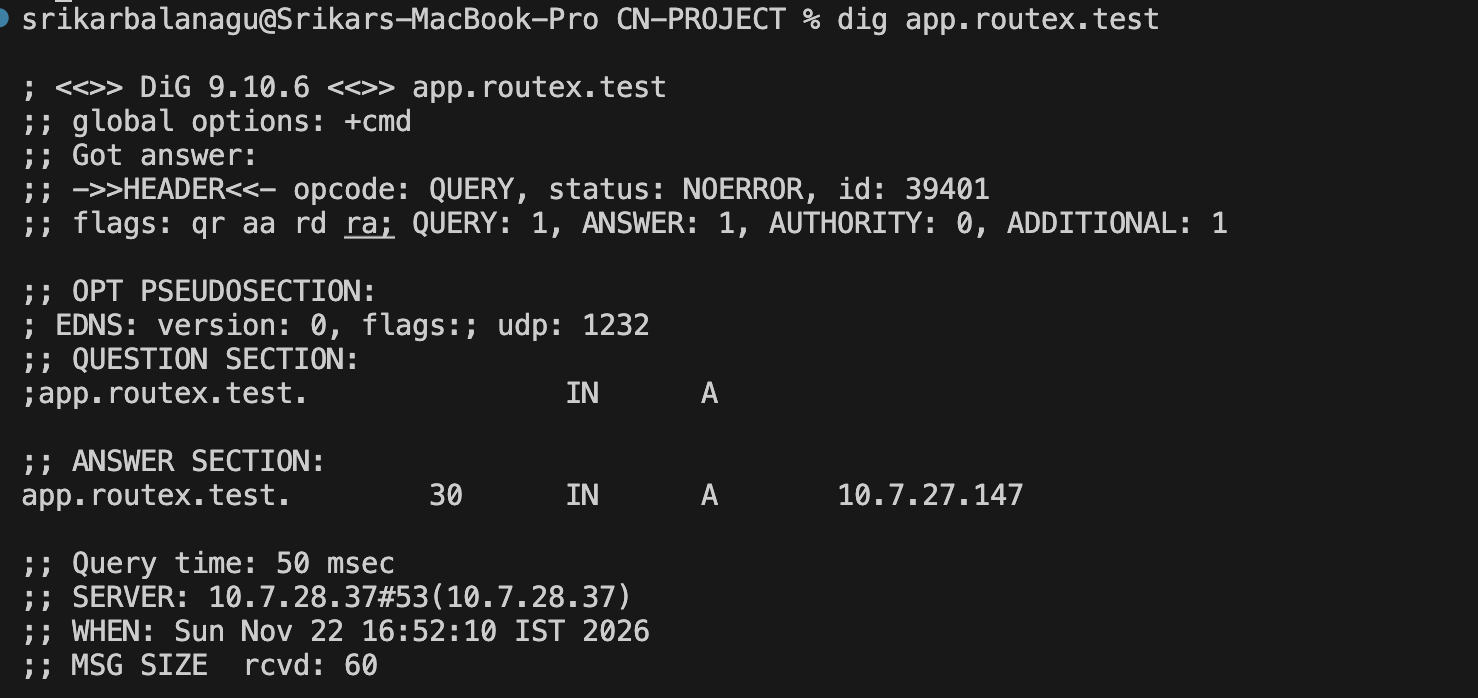 srikarbalanagu@Srikars-MacBook-Pro CN-PROJECT % dig app.routex.test
; <<>> DiG 9.10.6 <<>> app.routex.test
;; global options: +cmd
;; Got answer:
;; ->>HEADER<<- opcode: QUERY, status: NOERROR, id: 39401
;; flags: qr aa rd ra; QUERY: 1, ANSWER: 1, AUTHORITY: 0, ADDITIONAL: 1
;; OPT PSEUDOSECTION:
; EDNS: version: 0, flags:; udp: 1232
;; QUESTION SECTION:
;app.routex.test. IN A
;; ANSWER SECTION:
app.routex.test. 30 IN A 10.7.27.147
;; Query time: 50 msec
;; SERVER: 10.7.28.37#53(10.7.28.37)
;; WHEN: Sun Nov 22 16:52:10 IST 2026
;; MSG SIZE rcvd: 60